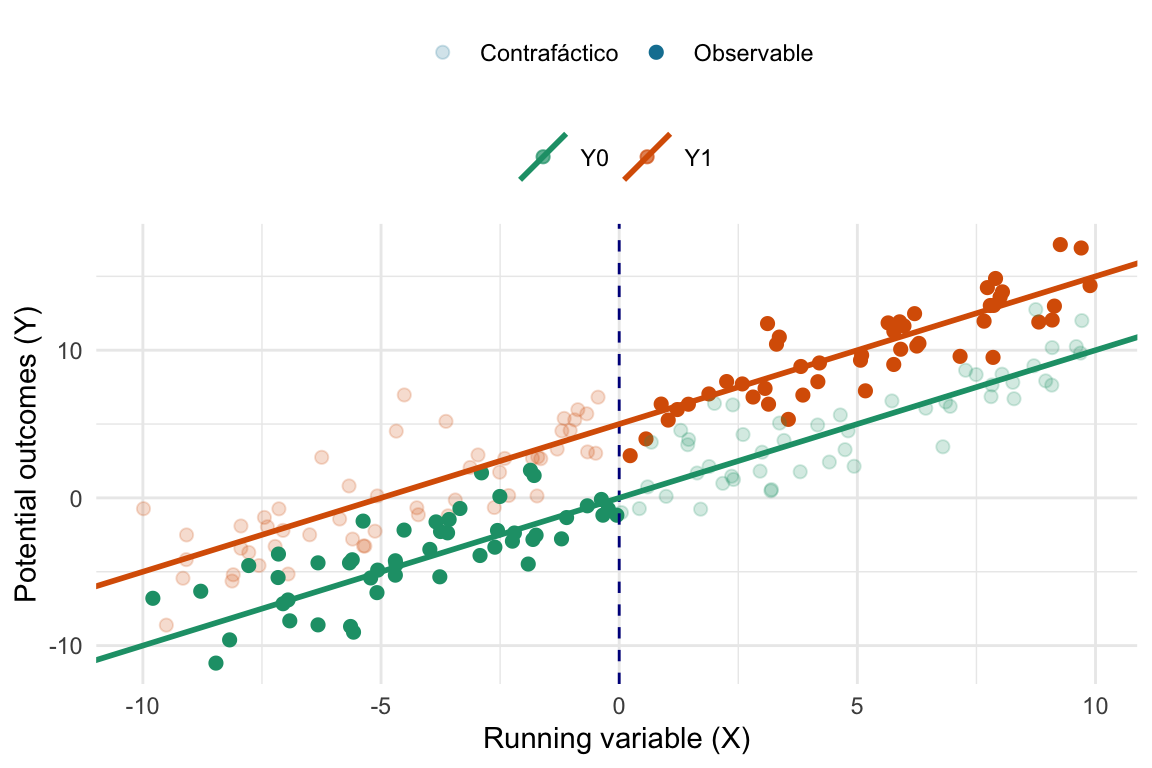 Contrafáctico Observable
Y0 Y1
Potential outcomes (Y)
10
0
-10
-10 -5 0 5 10
Running variable (X)